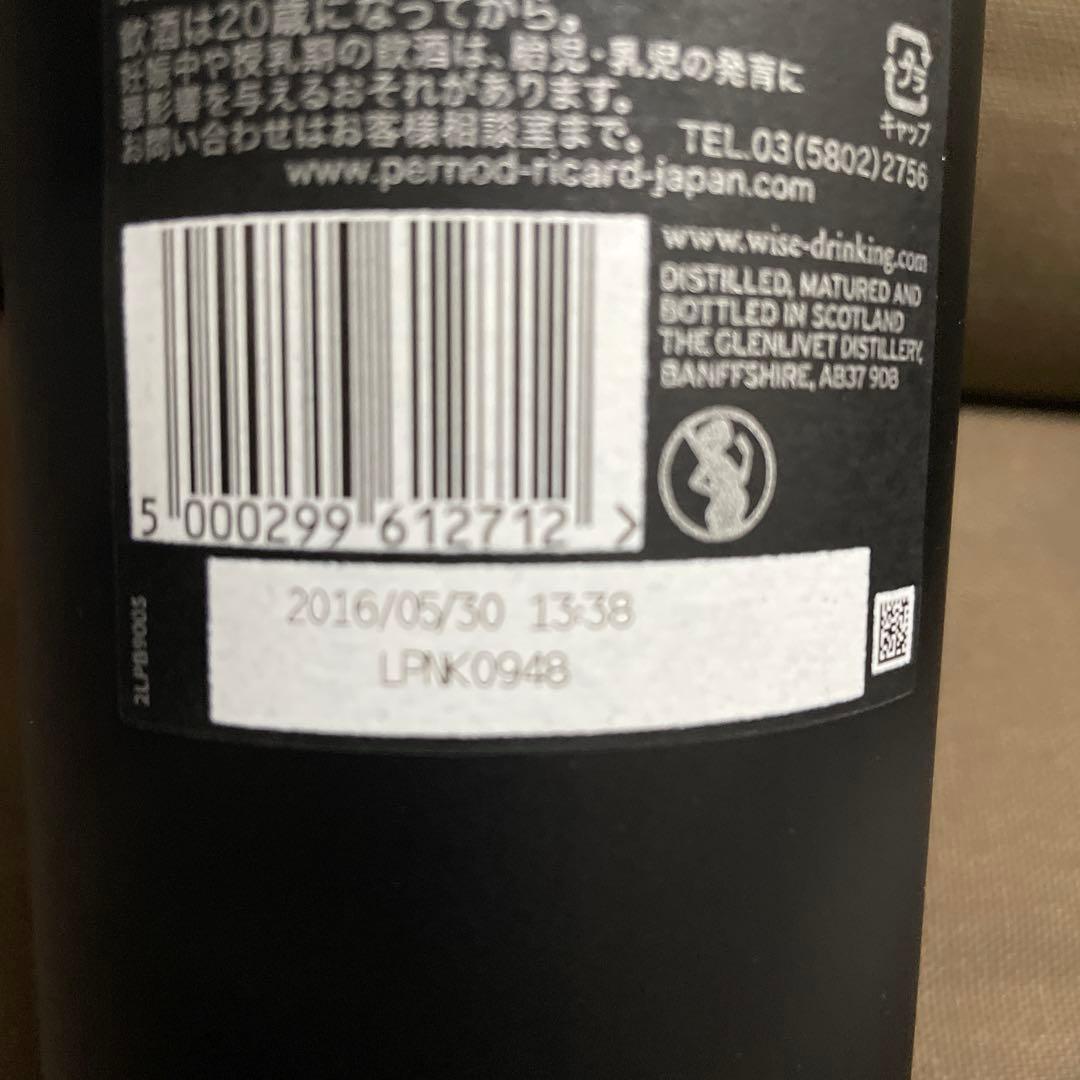 飲酒は20歳になってから。
妊娠中や授乳期の飲酒は、胎児・乳児の発育に
悪影響を与えるおそれがあります。
お問い合わせはお客様相談室まで。 TEL.03(5802)2756
www.pernod-ricard-japan.com
プラ
キャップ
www.wise-drinking.com
DISTILLED, MATURED AND
BOTTLED IN SCOTLAND
THE GLENLIVET DISTILLERY,
BANFFSHIRE, AB37 9DB
5 000299 612712 >
2016/05/30 13:38
LPNK0948
2LPB9003